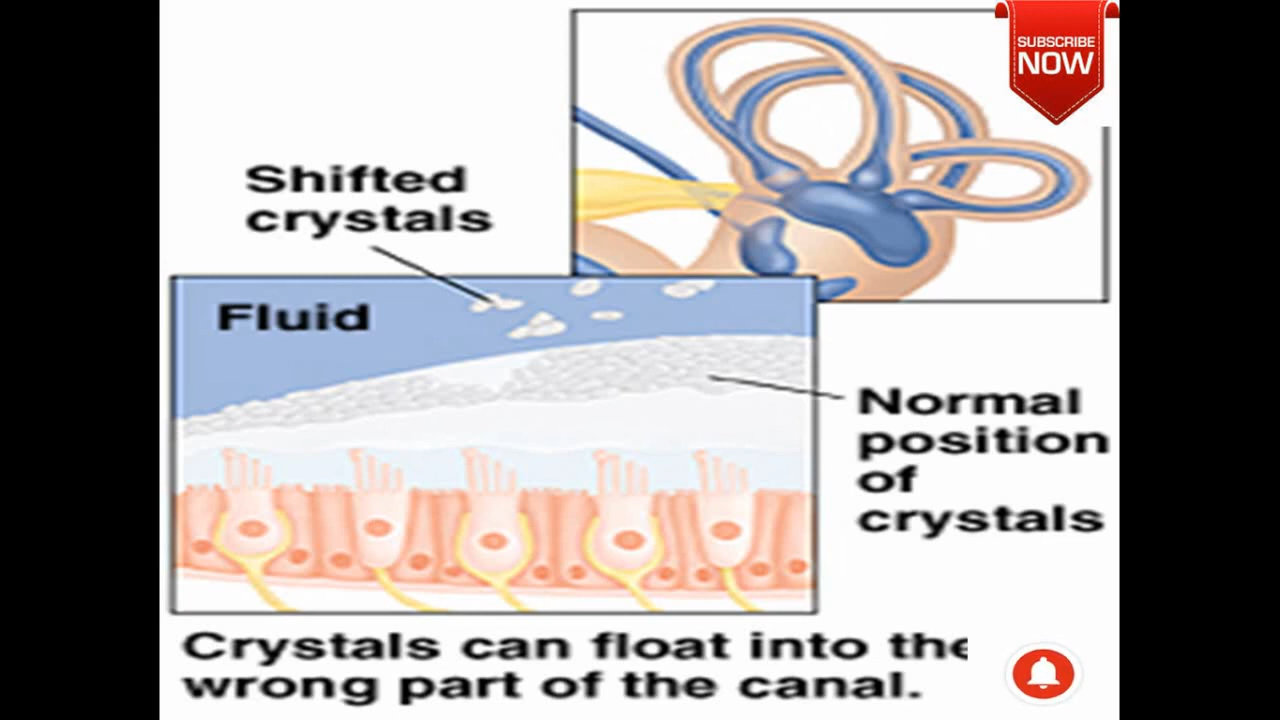 SUBSCRIBE
NOW
Shifted
crystals
Fluid
Normal
position
of
crystals
Crystals can float into the
wrong part of the canal.